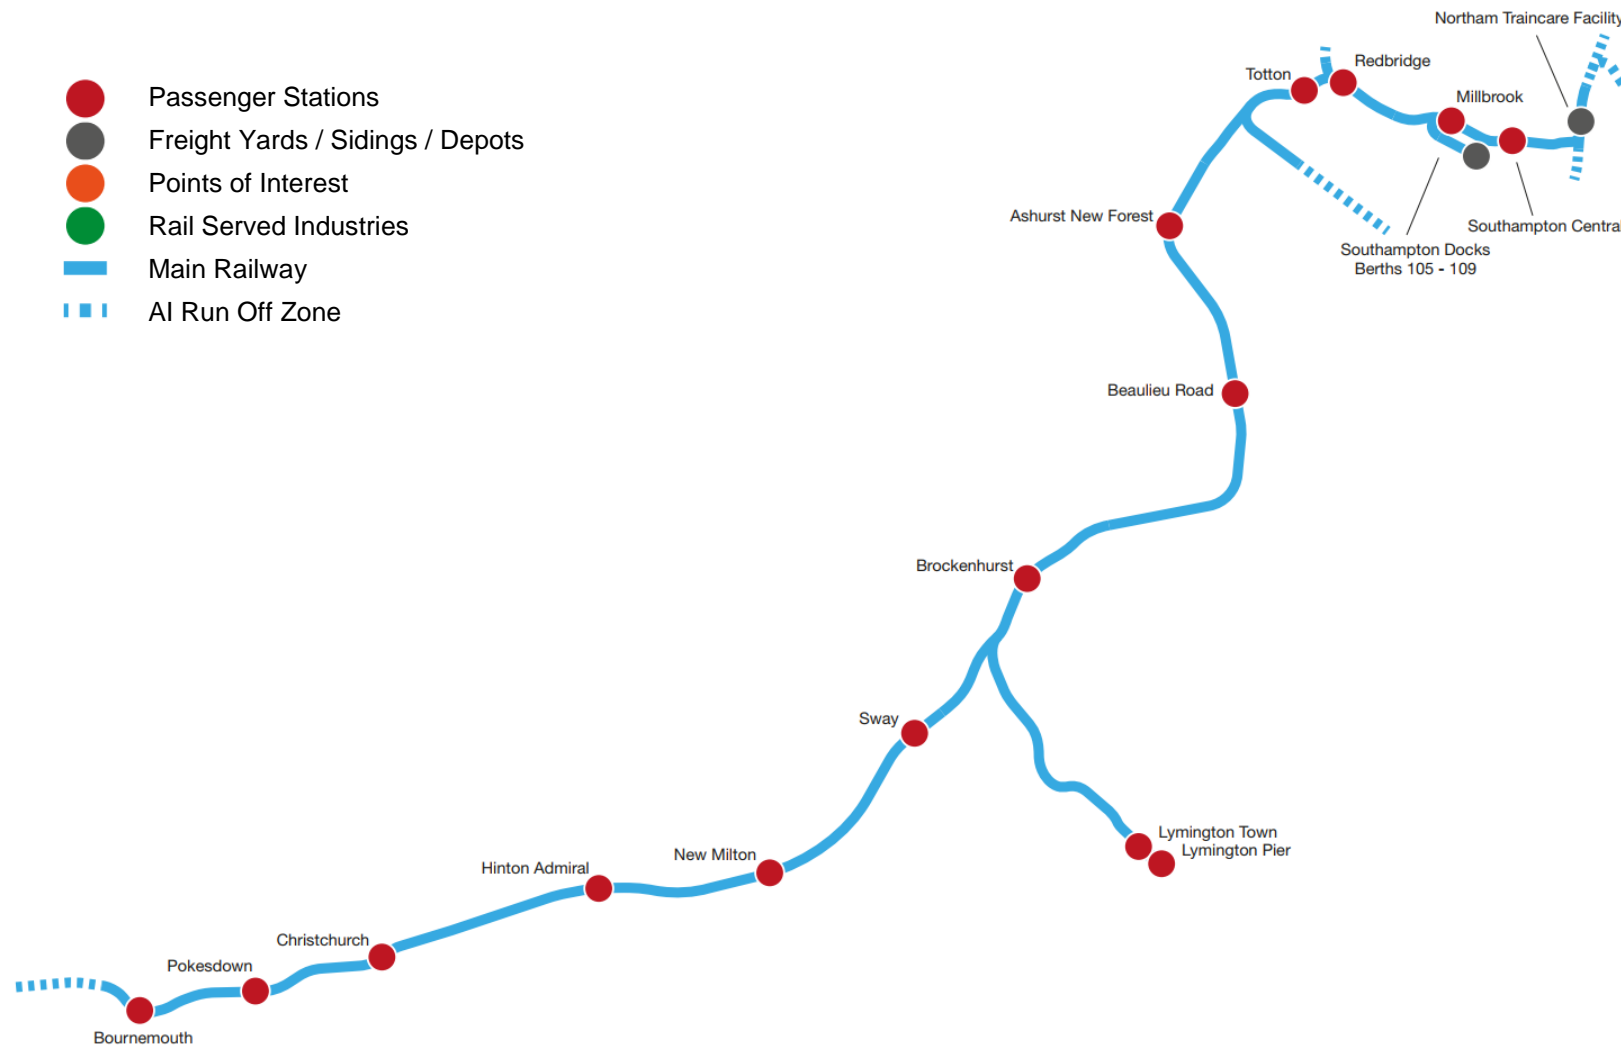 Northam Traincare Facility
Passenger Stations
Freight Yards / Sidings / Depots
Points of Interest
Rail Served Industries
Main Railway
AI Run Off Zone
Totton
Redbridge
Millbrook
Ashurst New Forest
Southampton Central
Southampton Docks
Berths 105 - 109
Beaulieu Road
Brockenhurst
Sway
Lymington Town
Lymington Pier
New Milton
Hinton Admiral
Christchurch
Pokesdown
Bournemouth